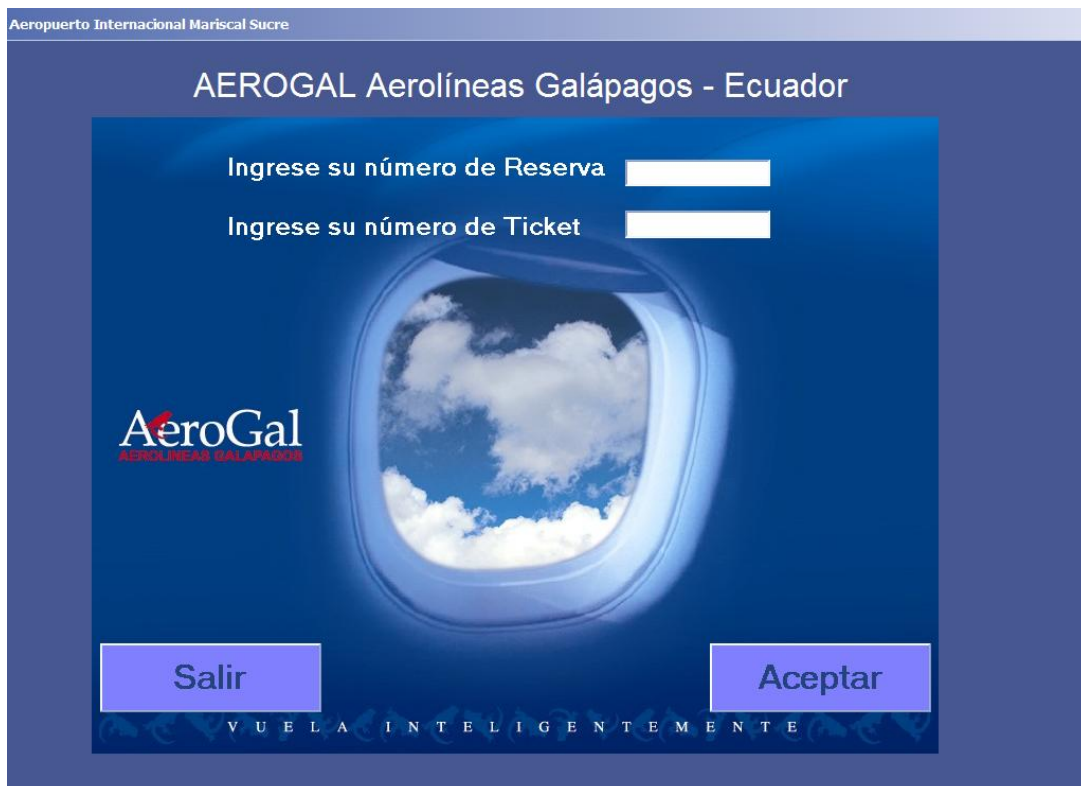 Aeropuerto Internacional Mariscal Sucre
AEROGAL Aerolíneas Galápagos - Ecuador
Ingrese su número de Reserva
Ingrese su número de Ticket
AeroGal
AEROLINEAS GALAPAGOS
Salir
Aceptar
VUELA INTELIGENTEMENTE